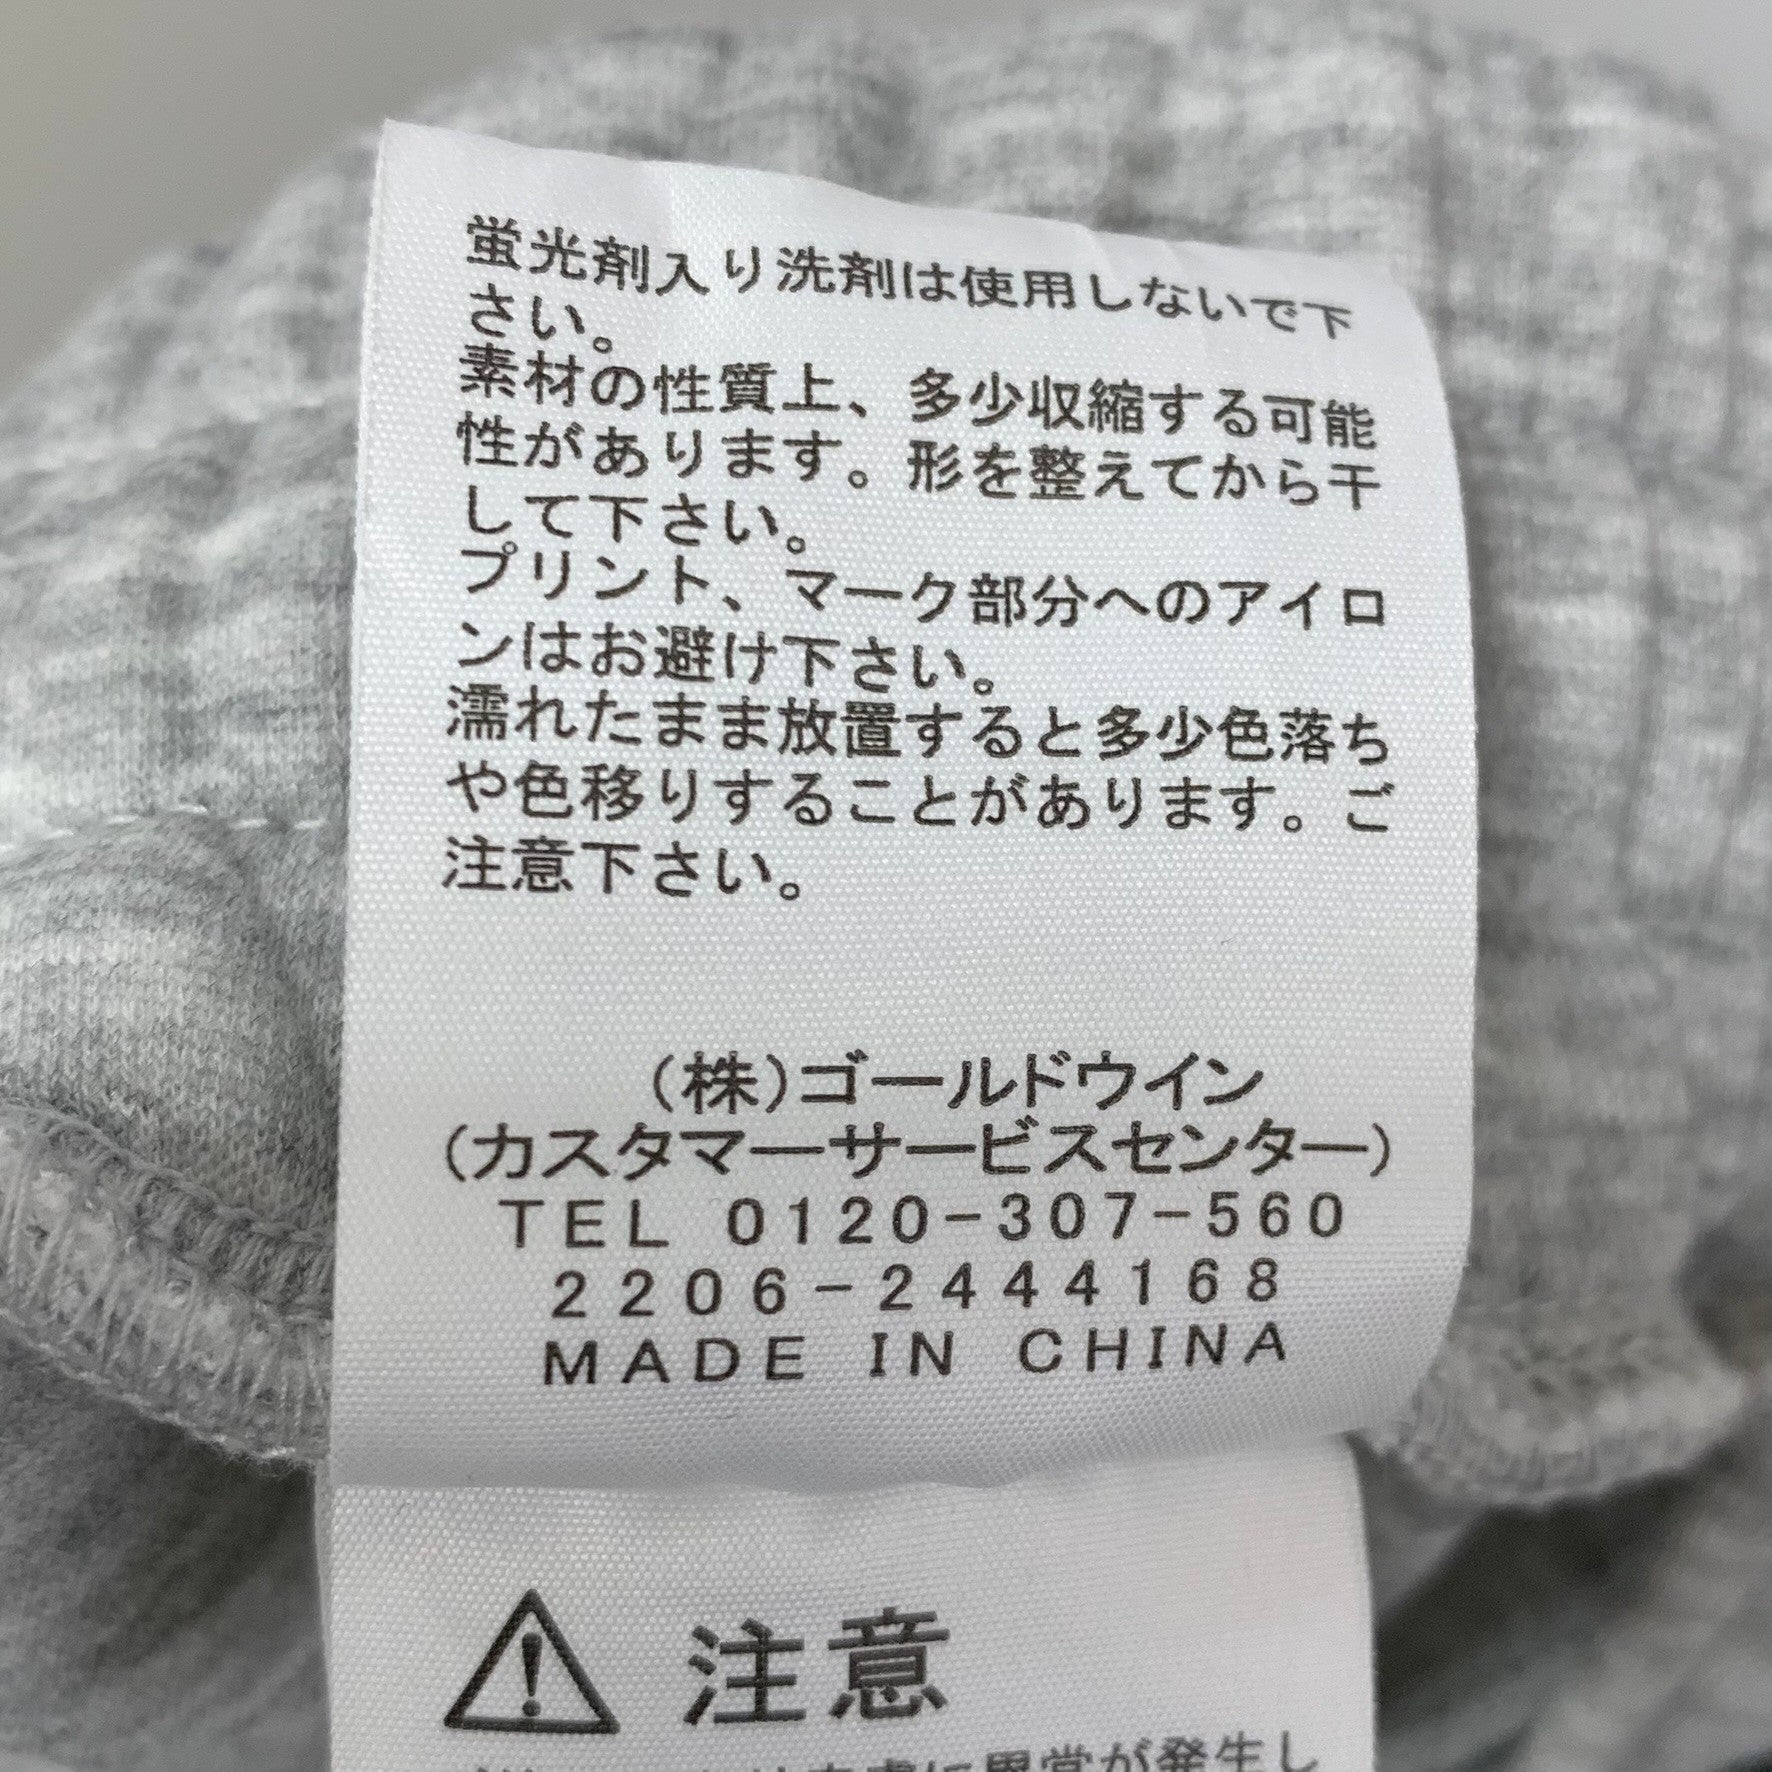 蛍光剤入り洗剤は使用しないで下
さい。
素材の性質上、多少収縮する可能
性があります。形を整えてから干
して下さい。
プリント、マーク部分へのアイロ
ンはお避け下さい。
濡れたまま放置すると多少色落ち
や色移りすることがあります。ご
注意下さい。
(株)ゴールドウイン
(カスタマーサービスセンター)
TEL 0120-307-560
2206-2444168
MADE IN CHINA
注意
に異常が発生し